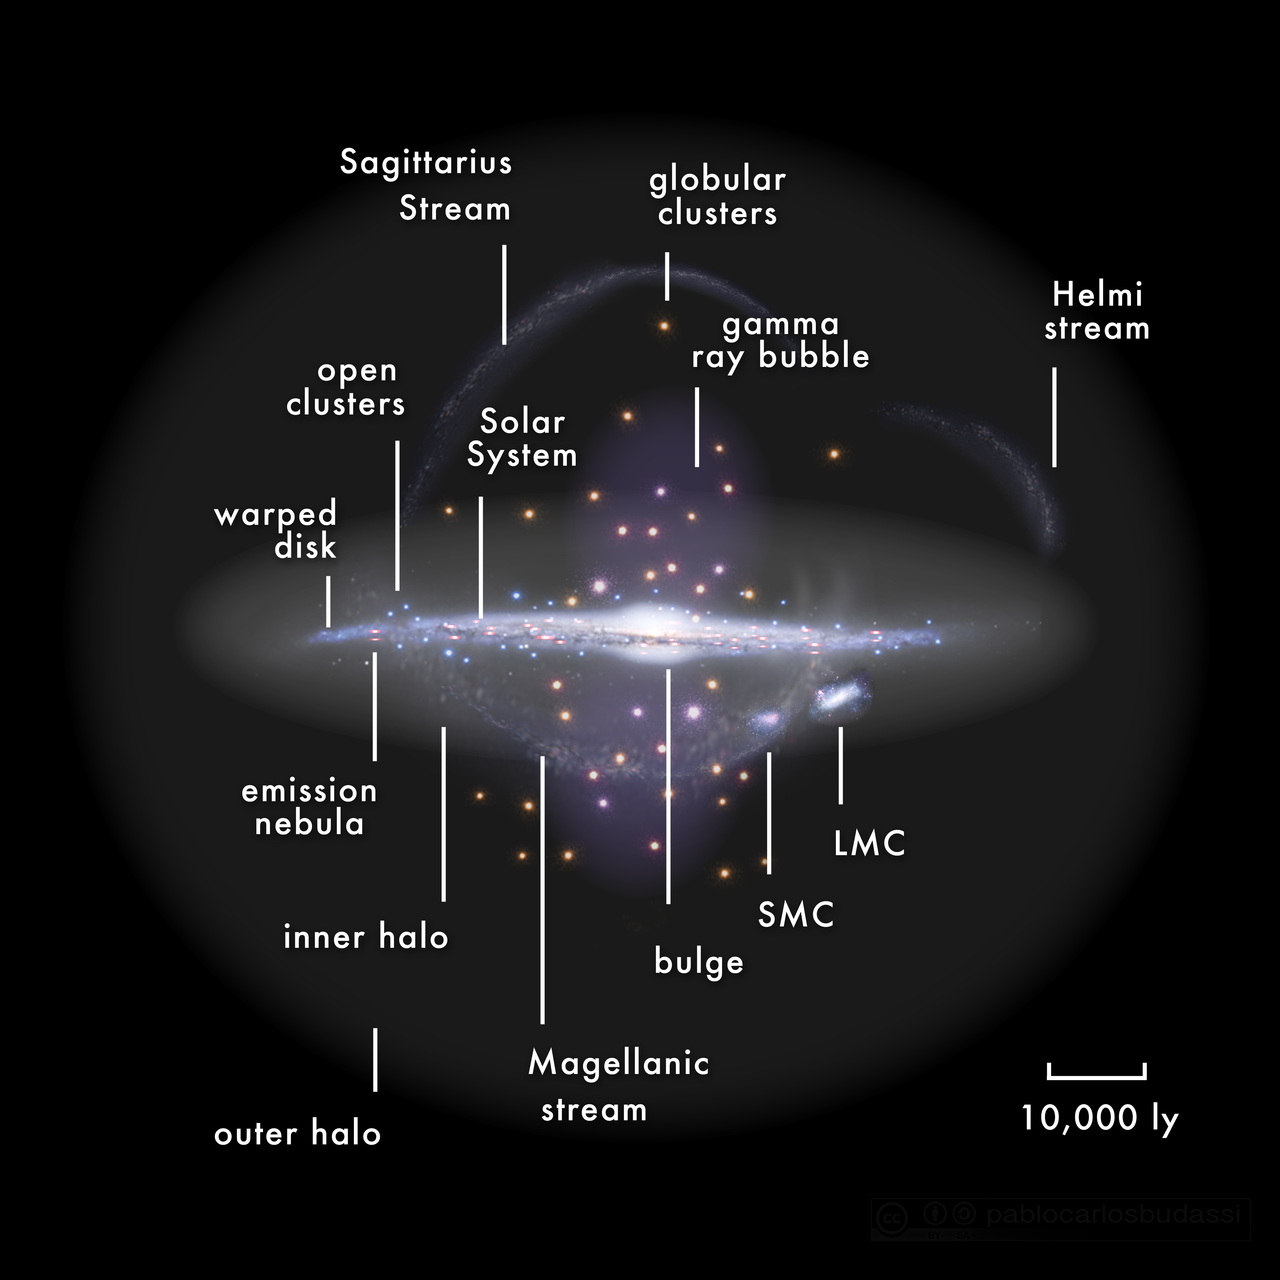 Sagittarius
Stream
globular
clusters
Helmi
stream
gamma
ray bubble
open
clusters
Solar
System
warped
disk
emission
nebula
LMC
SMC
inner halo
bulge
Magellanic
stream
10,000 ly
outer halo
cc
pablocarlosbudassi